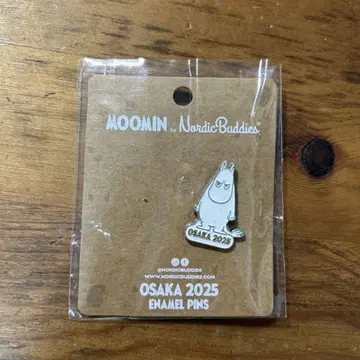 MOOMIN by NordicBuddies®
OSAKA 2025
@NORDICBUDDIES
WWW.NORDICBUDDIES.COM
OSAKA 2025
ENAMEL PINS